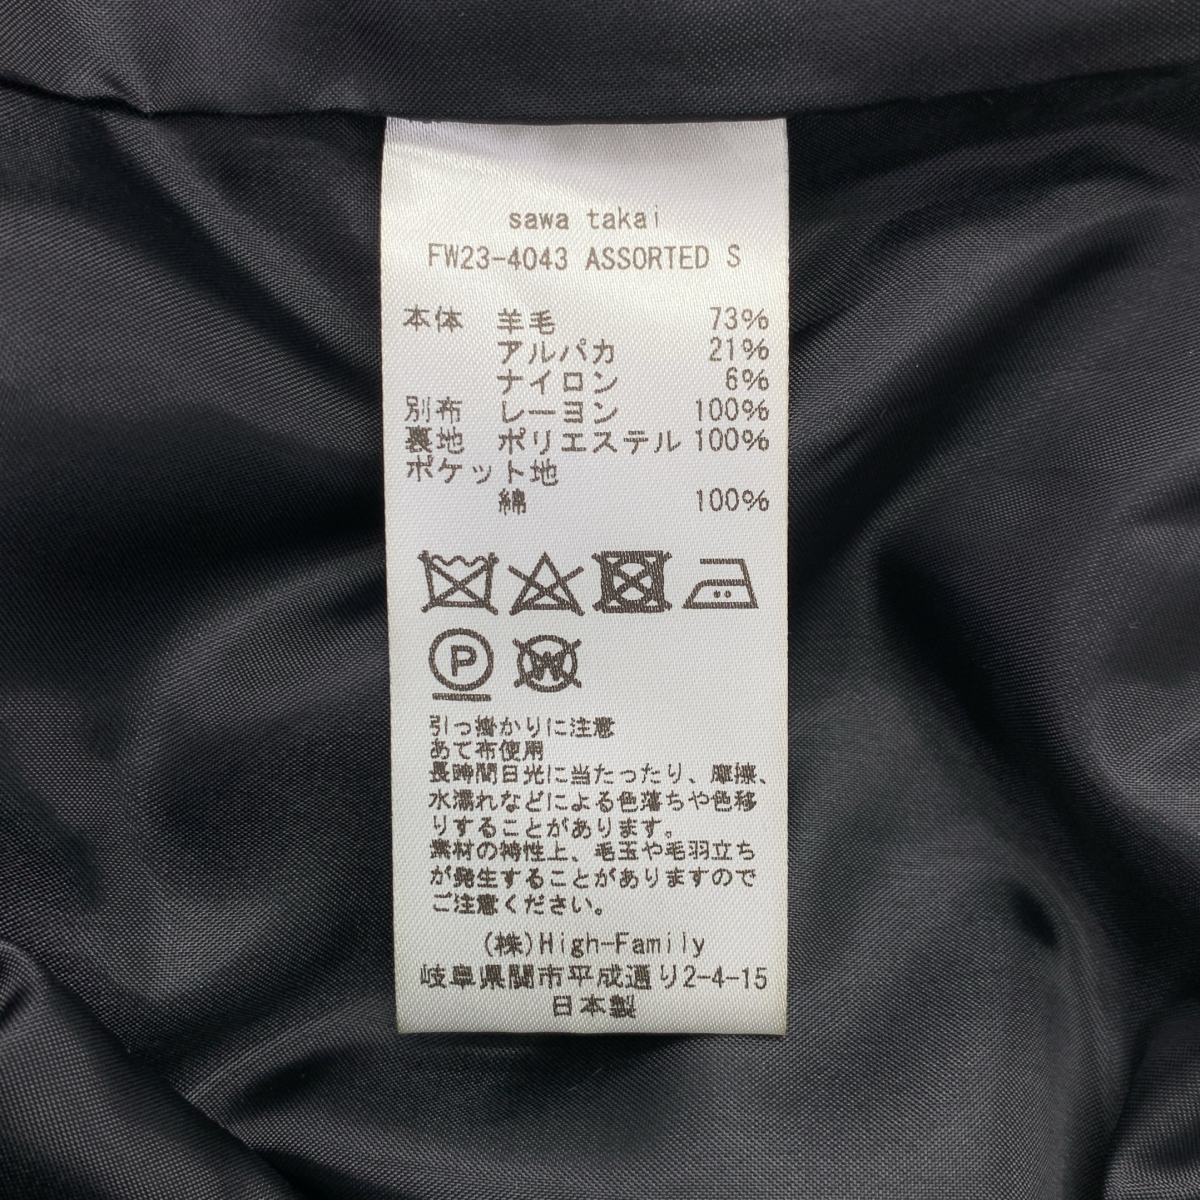 sawa takai
FW23-4043 ASSORTED S
本体 羊毛 73%
アルパカ 21%
ナイロン 6%
別布 レーヨン 100%
裏地 ポリエステル 100%
ポケット地
綿 100%
P W
引っ掛かりに注意
あて布使用
長時間日光に当たったり、摩擦、
水濡れなどによる色落ちや色移
りすることがあります。
素材の特性上、毛玉や毛羽立ち
が発生することがありますので
ご注意ください。
(株)High-Family
岐阜県関市平成通り2-4-15
日本製